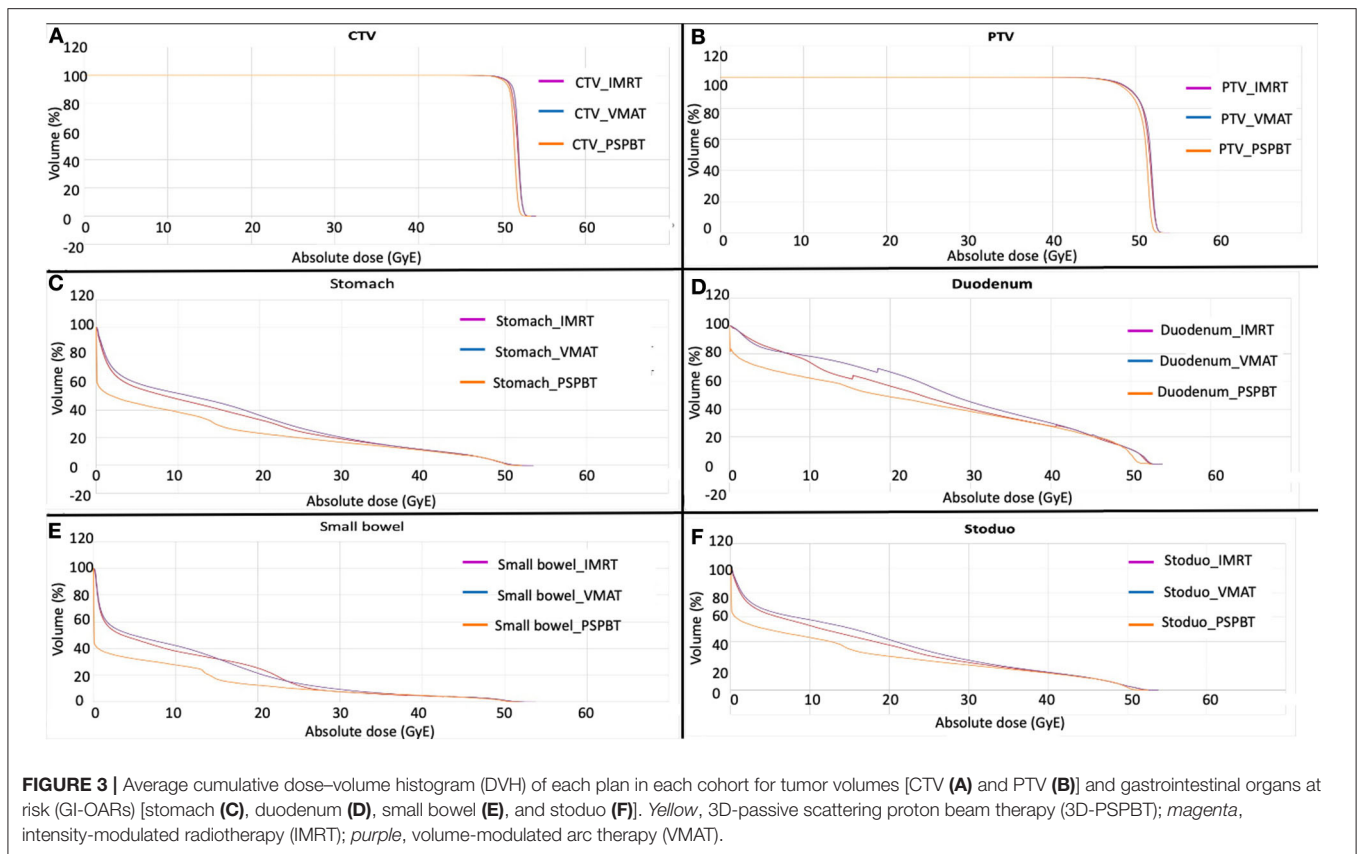 A
CTV
120
100
80
60
40
20
0
-20
Volume (%)
0 10 20 30 40 50 60
Absolute dose (GyE)
CTV_IMRT
CTV_VMAT
CTV_PSPBT
B
PTV
120
100
80
60
40
20
0
Volume (%)
0 10 20 30 40 50 60
Absolute dose (GyE)
PTV_IMRT
PTV_VMAT
PTV_PSPBT
C
Stomach
120
100
80
60
40
20
0
-20
Volume (%)
0 10 20 30 40 50 60
Absolute dose (GyE)
Stomach_IMRT
Stomach_VMAT
Stomach_PSPBT
D
Duodenum
120
100
80
60
40
20
0
-20
Volume (%)
0 10 20 30 40 50 60
Absolute dose (GyE)
Duodenum_IMRT
Duodenum_VMAT
Duodenum_PSPBT
E
Small bowel
120
100
80
60
40
20
0
Volume (%)
0 10 20 30 40 50 60
Absolute dose (GyE)
Small bowel_IMRT
Small bowel_VMAT
Small bowel_PSPBT
F
Stoduo
120
100
80
60
40
20
0
Volume (%)
0 10 20 30 40 50 60
Absolute dose (GyE)
Stoduo_IMRT
Stoduo_VMAT
Stoduo_PSPBT
FIGURE 3 | Average cumulative dose–volume histogram (DVH) of each plan in each cohort for tumor volumes [CTV (A) and PTV (B)] and gastrointestinal organs at
risk (GI-OARs) [stomach (C), duodenum (D), small bowel (E), and stoduo (F)]. Yellow, 3D-passive scattering proton beam therapy (3D-PSPBT); magenta,
intensity-modulated radiotherapy (IMRT); purple, volume-modulated arc therapy (VMAT).